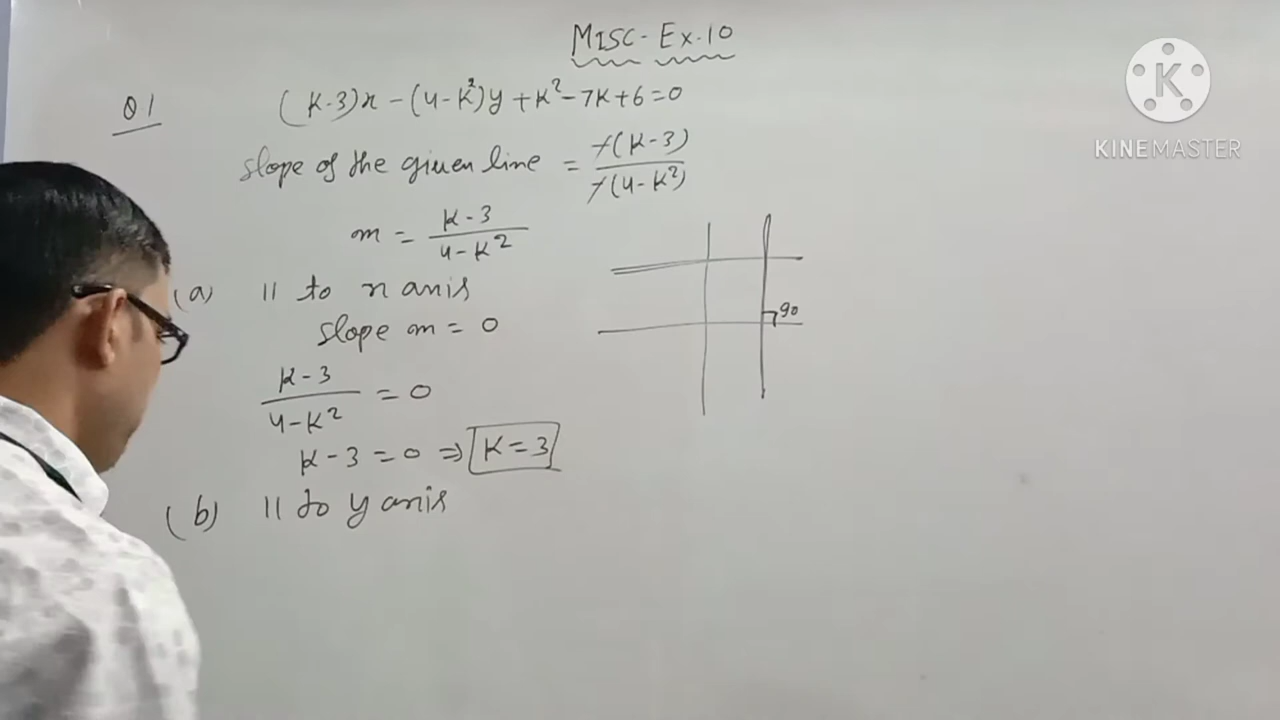 MISC- Ex.10
Q1 (K-3)x - (4-K²)y + K² - 7K + 6 = 0
slope of the given line = -(K-3) / -(4-K²)
m = K-3 / 4-K²
(a) || to x axis
slope m = 0
K-3 / 4-K² = 0
K-3 = 0 ⇒ K=3
(b) || to y axis
90
K
KINEMASTER